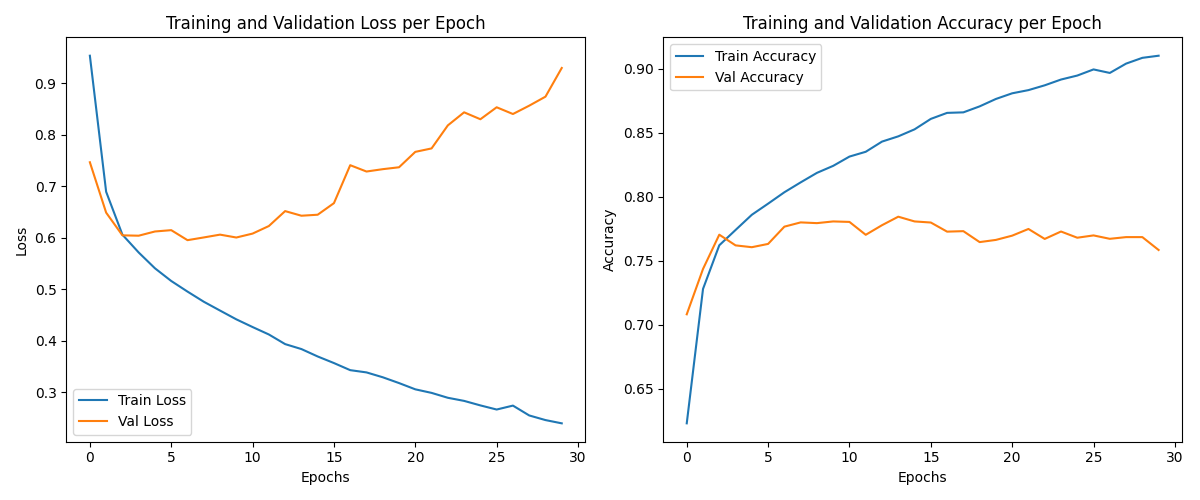 Training and Validation Loss per Epoch
Loss
0.9
0.8
0.7
0.6
0.5
0.4
0.3
Train Loss
Val Loss
0 5 10 15 20 25 30
Epochs
Training and Validation Accuracy per Epoch
Train Accuracy
Val Accuracy
Accuracy
0.90
0.85
0.80
0.75
0.70
0.65
0 5 10 15 20 25 30
Epochs